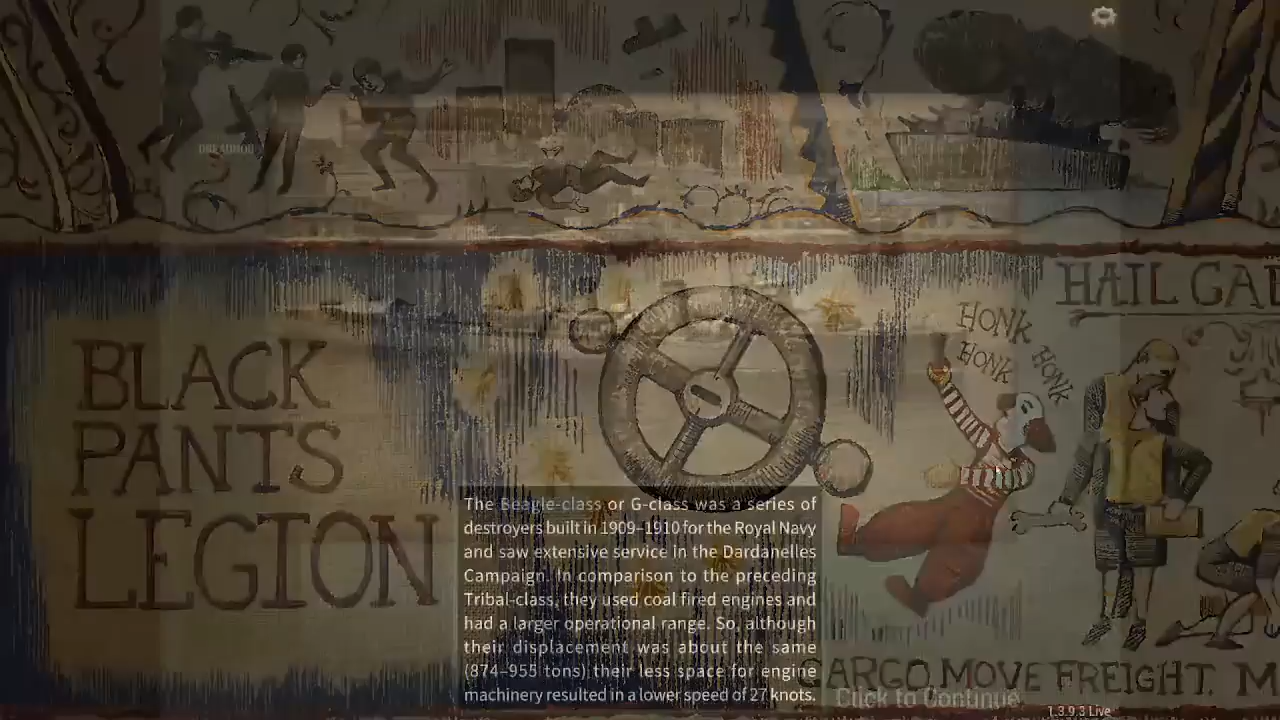 HAIL GA
HONK
HONK
HONK
BLACK
PANTS
LEGION
The Beagle-class or G-class was a series of
destroyers built in 1909–1910 for the Royal Navy
and saw extensive service in the Dardanelles
Campaign. In comparison to the preceding
Tribal-class, they used coal fired engines and
had a larger operational range. So, although
their displacement was about the same
(874–955 tons) their less space for engine
machinery resulted in a lower speed of 27 knots.
CARGO. MOVE FREIGHT. M
Click to Continue
1.3.9.3 Live